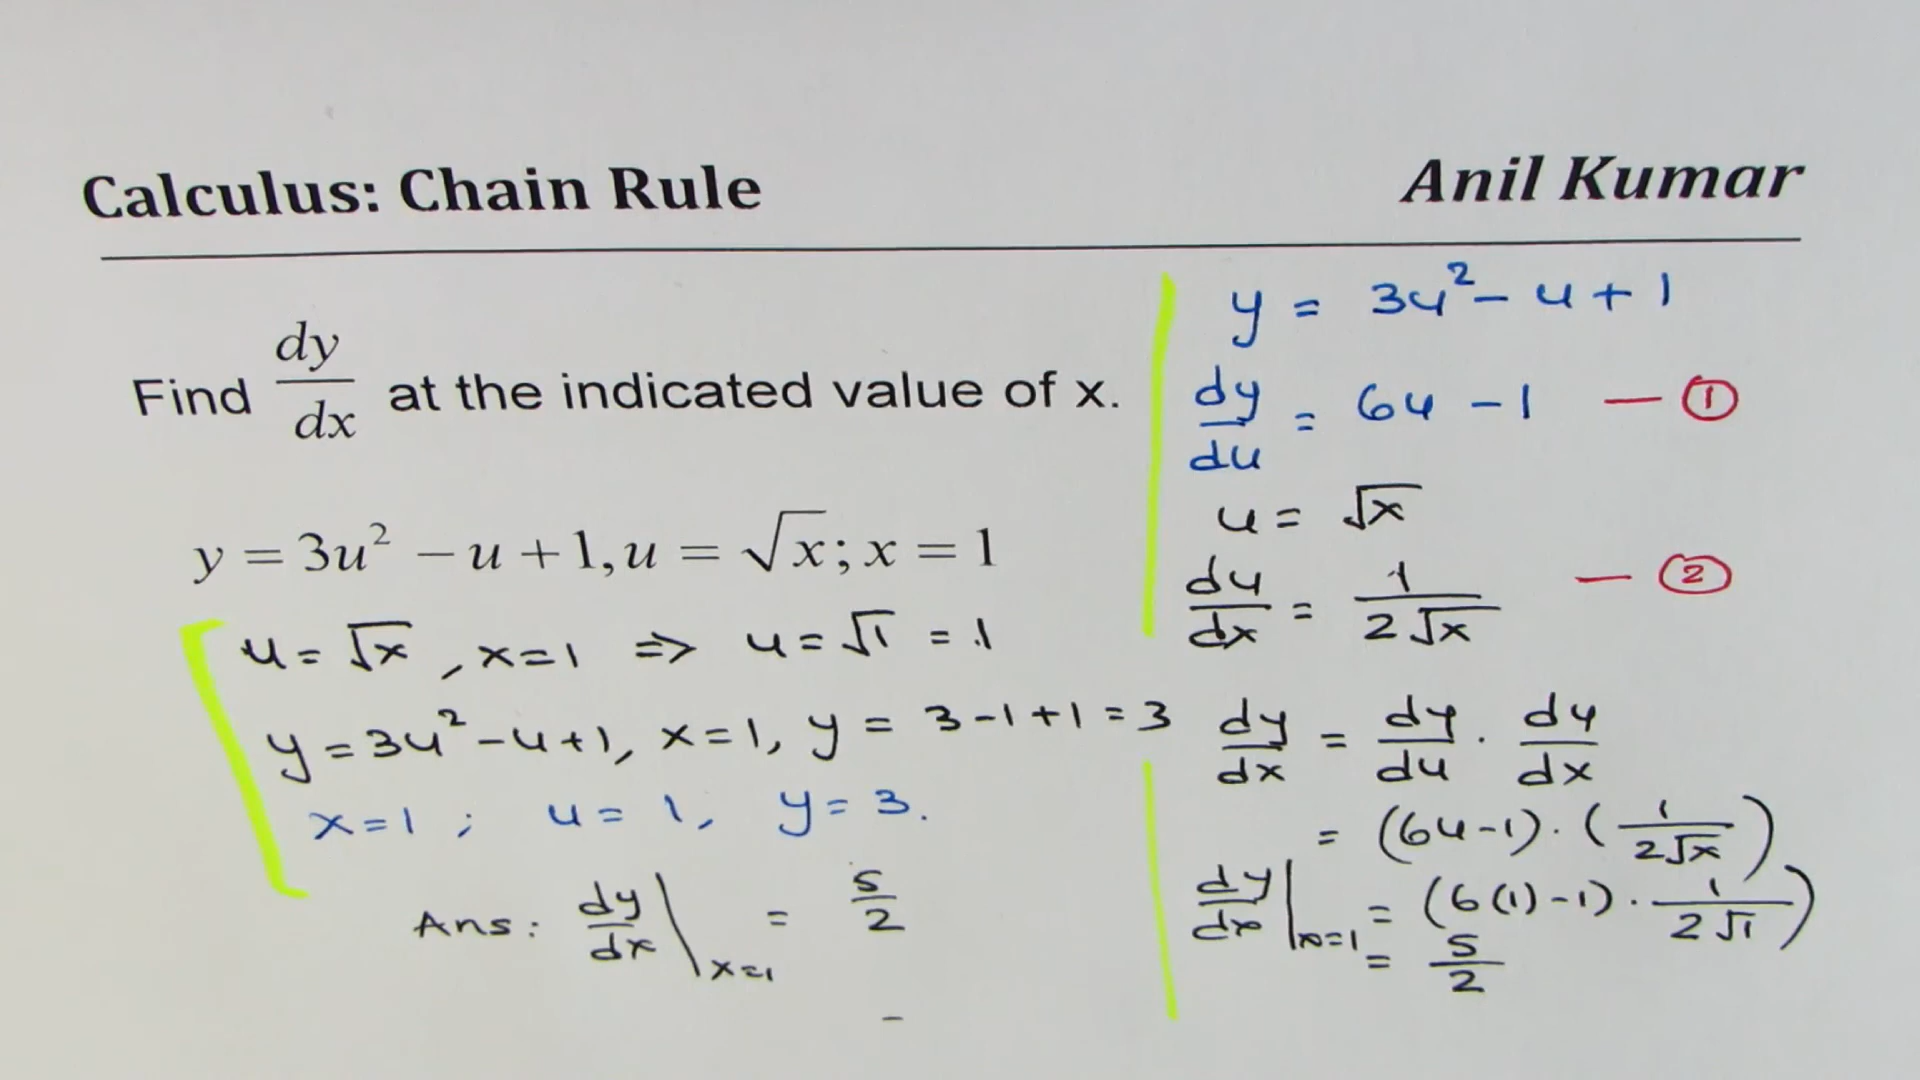 Calculus: Chain Rule
Anil Kumar
Find dy/dx at the indicated value of x.
y = 3u² − u + 1, u = √x; x = 1
u = √x, x=1 ⇒ u = √1 = 1
y = 3u² − u + 1, x=1, y = 3−1+1 = 3
x=1 ; u = 1, y = 3.
Ans: dy/dx |x=1 = 5/2
y = 3u² − u + 1
dy/du = 6u − 1 — ①
u = √x
du/dx = 1/2√x — ②
dy/dx = dy/du · du/dx
= (6u−1)·(1/2√x)
dy/dx |x=1 = (6(1)−1)·1/2√1)
= 5/2